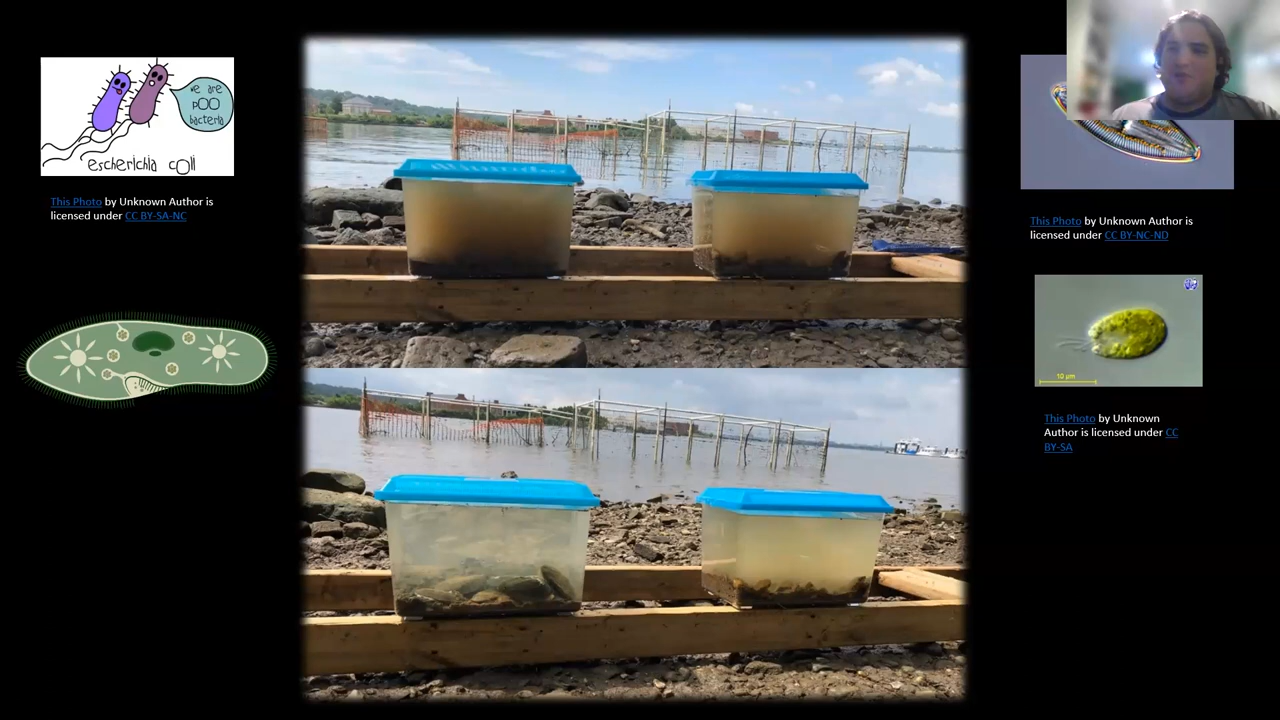 we are
pOO
bacteria
escherichia coli
This Photo by Unknown Author is
licensed under CC BY-SA-NC
This Photo by Unknown Author is
licensed under CC BY-NC-ND
10 µm
This Photo by Unknown
Author is licensed under CC
BY-SA